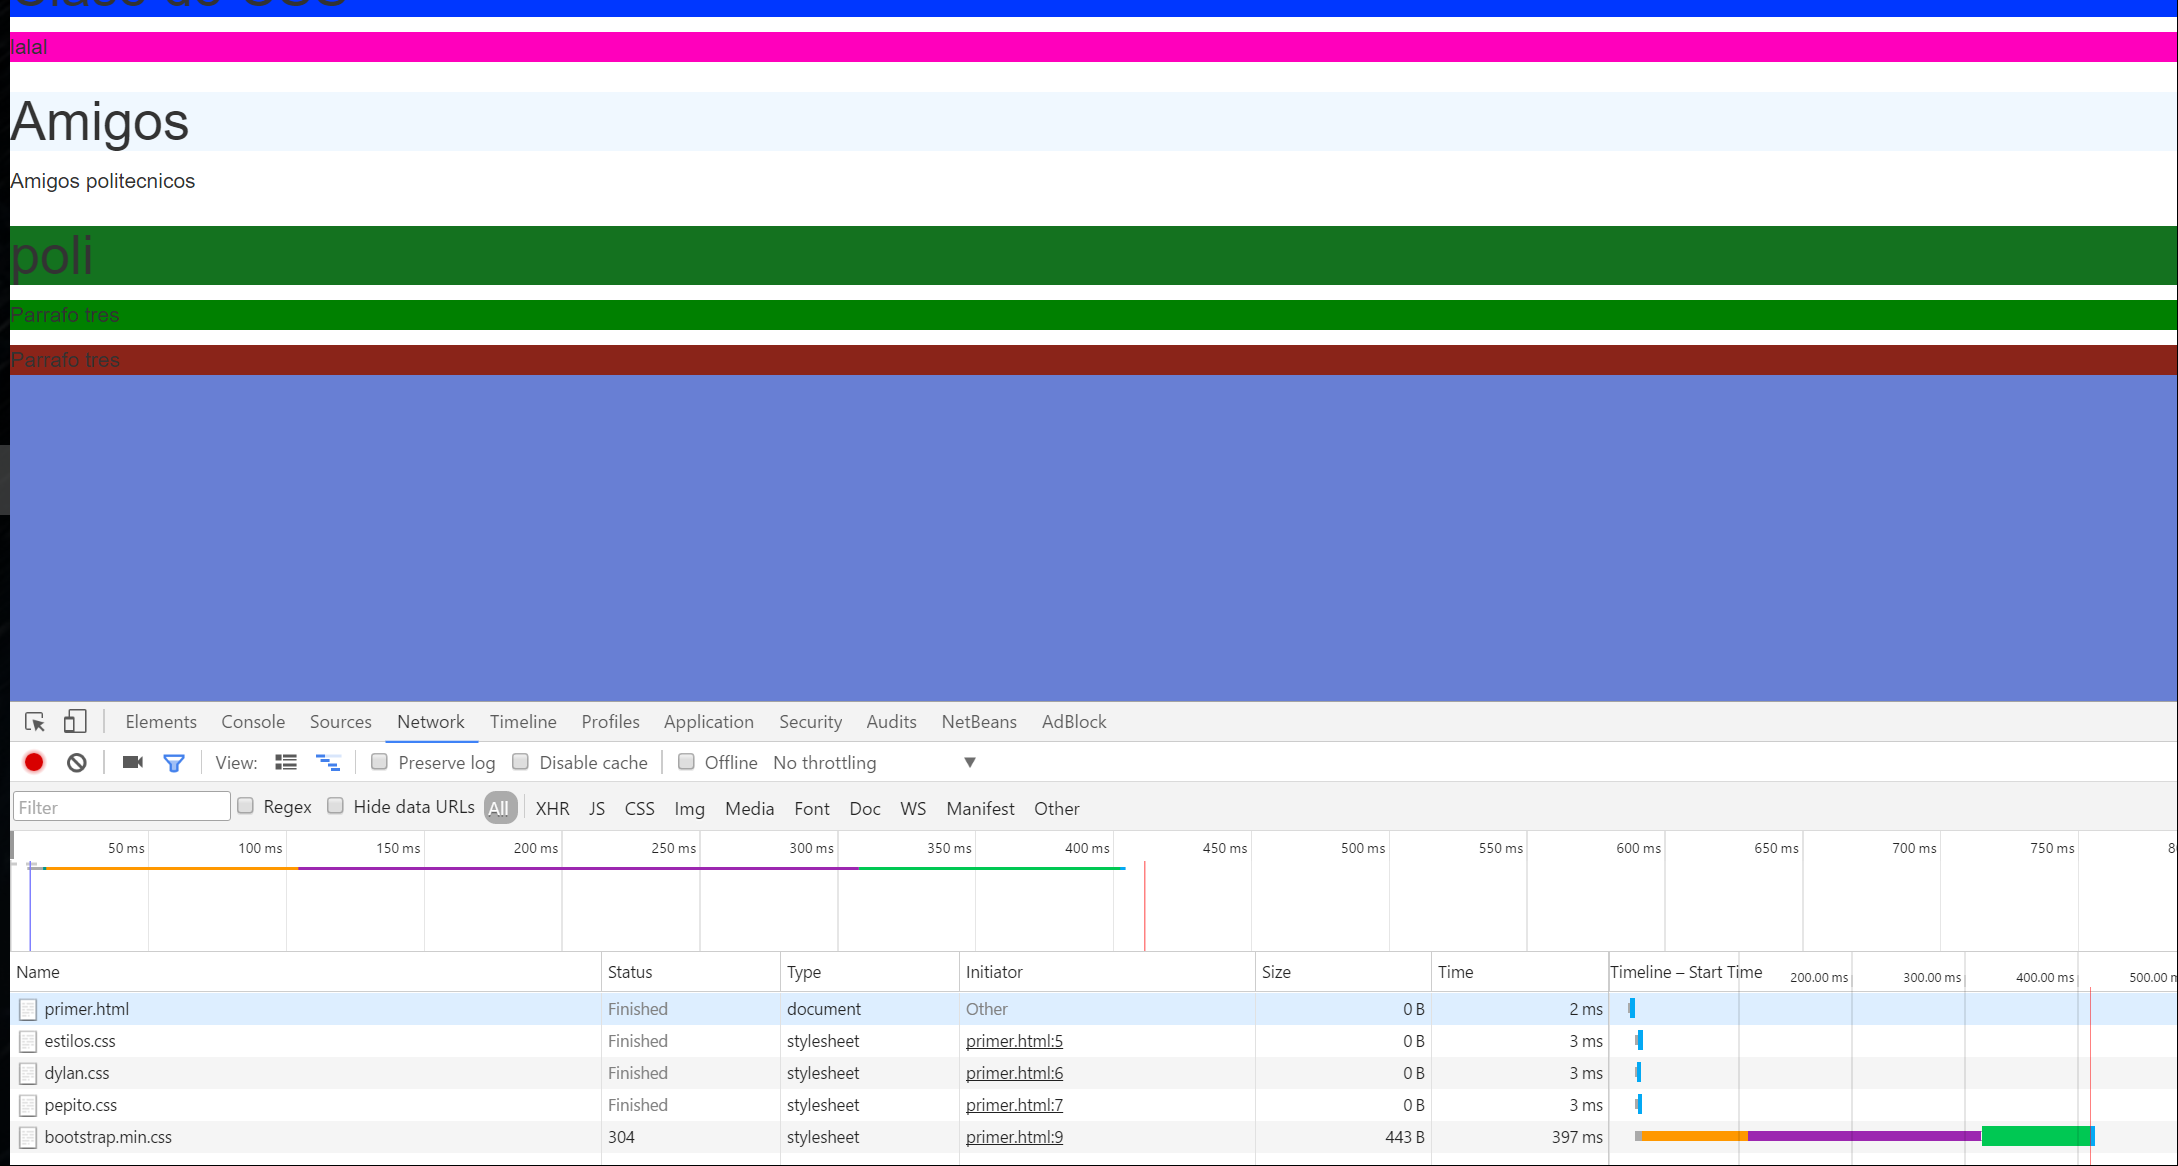 lalal
Amigos
Amigos politecnicos
poli
Parrafo tres
Parrafo tres
Elements Console Sources Network Timeline Profiles Application Security Audits NetBeans AdBlock
View: Preserve log Disable cache Offline No throttling
Filter Regex Hide data URLs All XHR JS CSS Img Media Font Doc WS Manifest Other
50 ms 100 ms 150 ms 200 ms 250 ms 300 ms 350 ms 400 ms 450 ms 500 ms 550 ms 600 ms 650 ms 700 ms 750 ms
Name Status Type Initiator Size Time Timeline – Start Time 200.00 ms 300.00 ms 400.00 ms 500.00
primer.html Finished document Other 0 B 2 ms
estilos.css Finished stylesheet primer.html:5 0 B 3 ms
dylan.css Finished stylesheet primer.html:6 0 B 3 ms
pepito.css Finished stylesheet primer.html:7 0 B 3 ms
bootstrap.min.css 304 stylesheet primer.html:9 443 B 397 ms